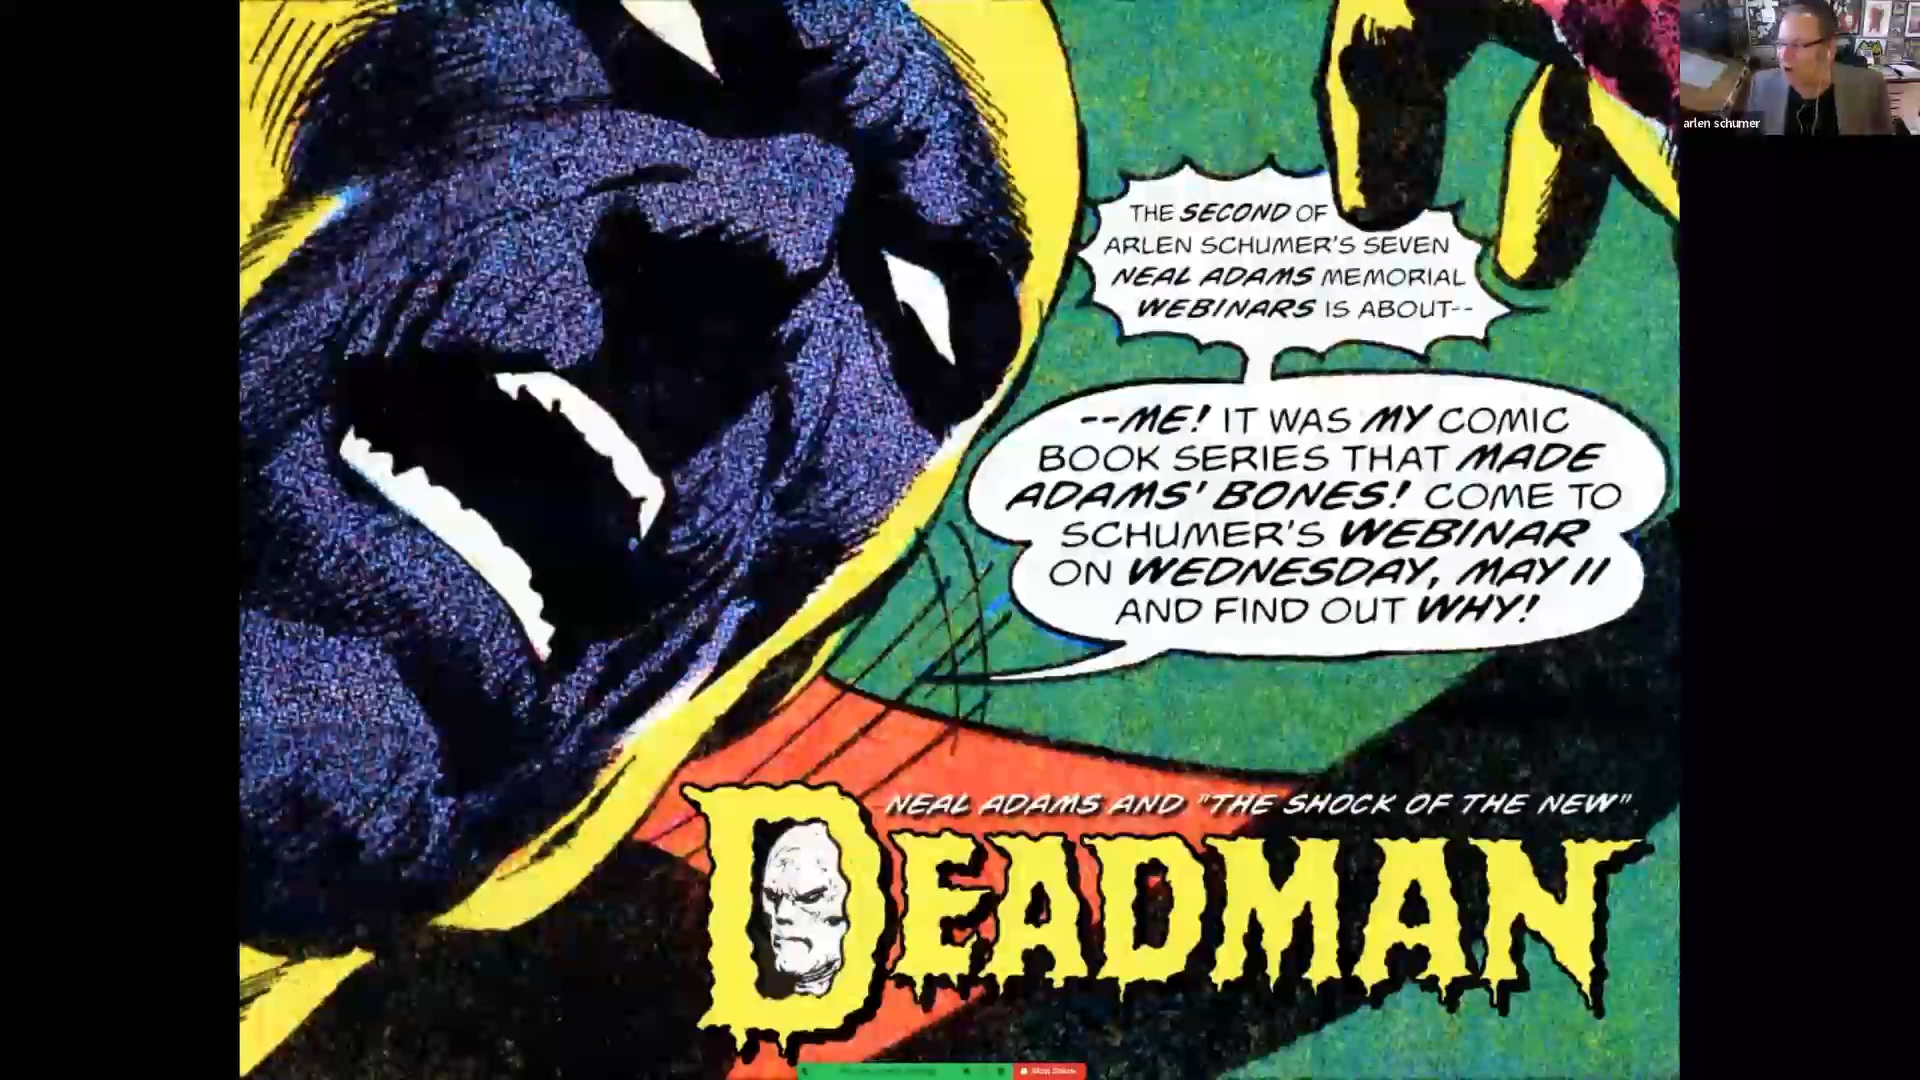 arlen schumer
THE SECOND OF
ARLEN SCHUMER'S SEVEN
NEAL ADAMS MEMORIAL
WEBINARS IS ABOUT--
--ME! IT WAS MY COMIC
BOOK SERIES THAT MADE
ADAMS' BONES! COME TO
SCHUMER'S WEBINAR
ON WEDNESDAY, MAY 11
AND FIND OUT WHY!
NEAL ADAMS AND "THE SHOCK OF THE NEW"
DEADMAN
Stop Share